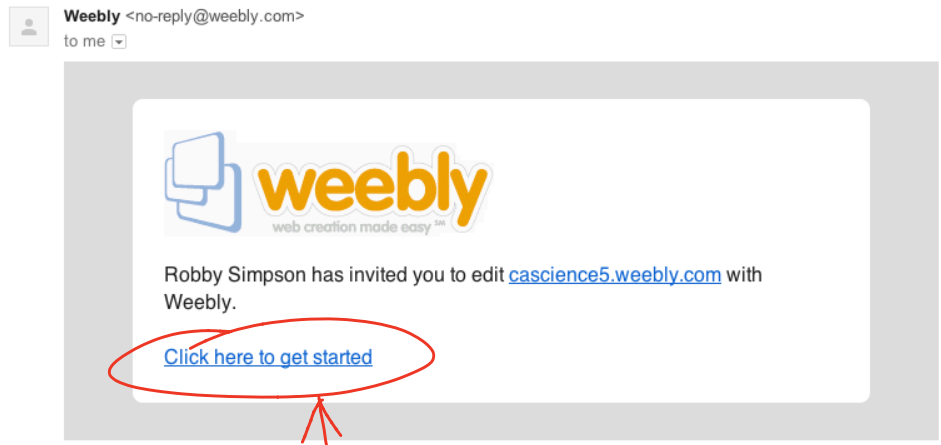 Weebly <no-reply@weebly.com>
to me
weebly
web creation made easy SM
Robby Simpson has invited you to edit cascience5.weebly.com with
Weebly.
Click here to get started